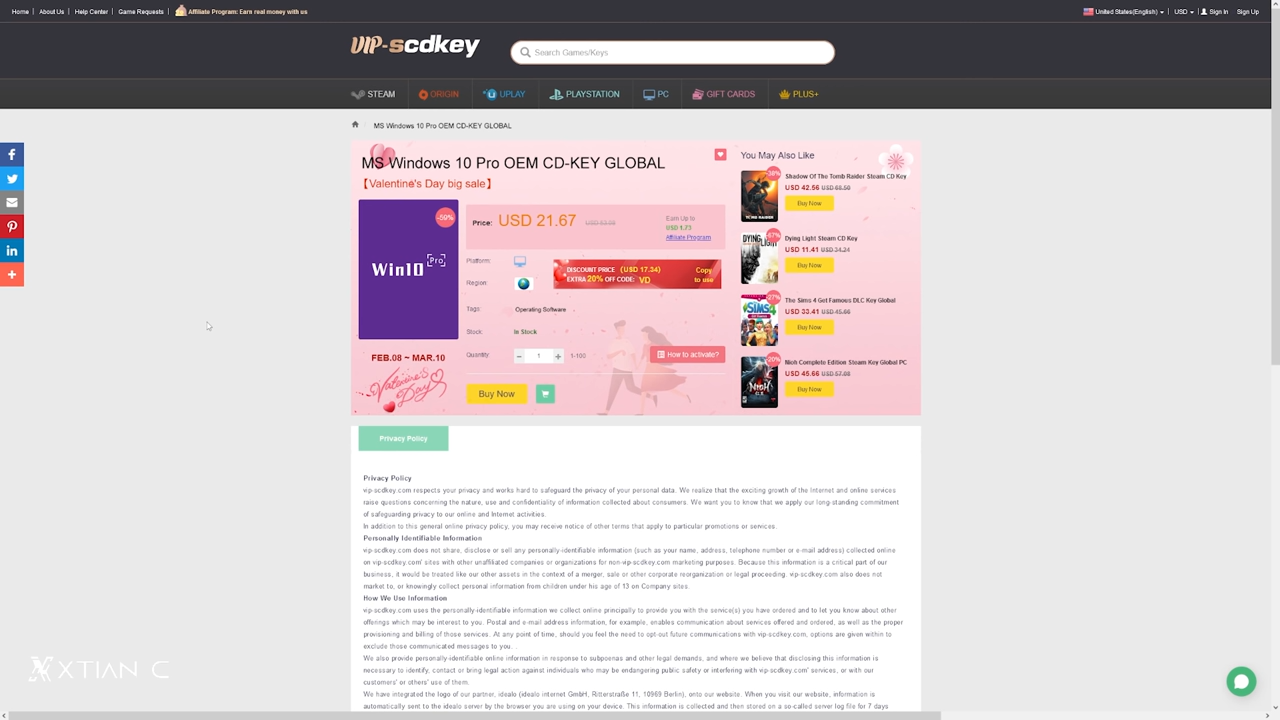 Home
About Us
Help Center
Game Requests
Affiliate Program: Earn real money with us
United States(English)
USD
Sign In
Sign Up
VIP-scdkey
Search Games/Keys
STEAM
ORIGIN
UPLAY
PLAYSTATION
PC
GIFT CARDS
PLUS+
MS Windows 10 Pro OEM CD-KEY GLOBAL
MS Windows 10 Pro OEM CD-KEY GLOBAL
【Valentine's Day big sale】
-59%
Win10 Pro
FEB.08 ~ MAR.10
Valentine's Day
Price: USD 21.67
Earn Up to
USD 1.73
Affiliate Program
Platform:
DISCOUNT PRICE (USD 17.34)
EXTRA 20% OFF CODE: VD
Copy
to use
Region:
Tags: Operating Software
Stock: In Stock
Quantity: - 1 + 1-100
How to activate?
Buy Now
You May Also Like
Shadow Of The Tomb Raider Steam CD Key
USD 42.56
Buy Now
Dying Light Steam CD Key
USD 11.41 USD 34.24
Buy Now
The Sims 4 Get Famous DLC Key Global
USD 33.41 USD 45.66
Buy Now
-20%
Nioh Complete Edition Steam Key Global PC
USD 45.66 USD 57.08
Buy Now
Privacy Policy
Privacy Policy
vip-scdkey.com respects your privacy and works hard to safeguard the privacy of your personal data. We realize that the exciting growth of the Internet and online services
raise questions concerning the nature, use and confidentiality of information collected about consumers. We want you to know that we apply our long-standing commitment
of safeguarding privacy to our online and Internet activities.
In addition to this general online privacy policy, you may receive notice of other terms that apply to particular promotions or services.
Personally Identifiable Information
vip-scdkey.com does not share, disclose or sell any personally-identifiable information (such as your name, address, telephone number or e-mail address) collected online
on vip-scdkey.com' sites with other unaffiliated companies or organizations for non-vip-scdkey.com marketing purposes. Because this information is a critical part of our
business, it would be treated like our other assets in the context of a merger, sale or other corporate reorganization or legal proceeding. vip-scdkey.com also does not
market to, or knowingly collect personal information from children under his age of 13 on Company sites.
How We Use Information
vip-scdkey.com uses the personally-identifiable information we collect online principally to provide you with the service(s) you have ordered and to let you know about other
offerings which may be interest to you. Postal and e-mail address information, for example, enables communication about services offered and ordered, as well as the proper
provisioning and billing of those services. At any point of time, should you feel the need to opt-out future communications with vip-scdkey.com, options are given within to
exclude those communicated messages to you. .
We also provide personally-identifiable online information in response to subpoenas and other legal demands, and where we believe that disclosing this information is
necessary to identify, contact or bring legal action against individuals who may be endangering public safety or interfering with vip-scdkey.com' services, or with our
customers' or others' use of them.
We have integrated the logo of our partner, idealo (idealo internet GmbH, Ritterstraße 11, 10969 Berlin), onto our website. When you visit our website, information is
automatically sent to the idealo server by the browser you are using on your device. This information is collected and then stored on a so-called server log file for 7 days
XTIAN C